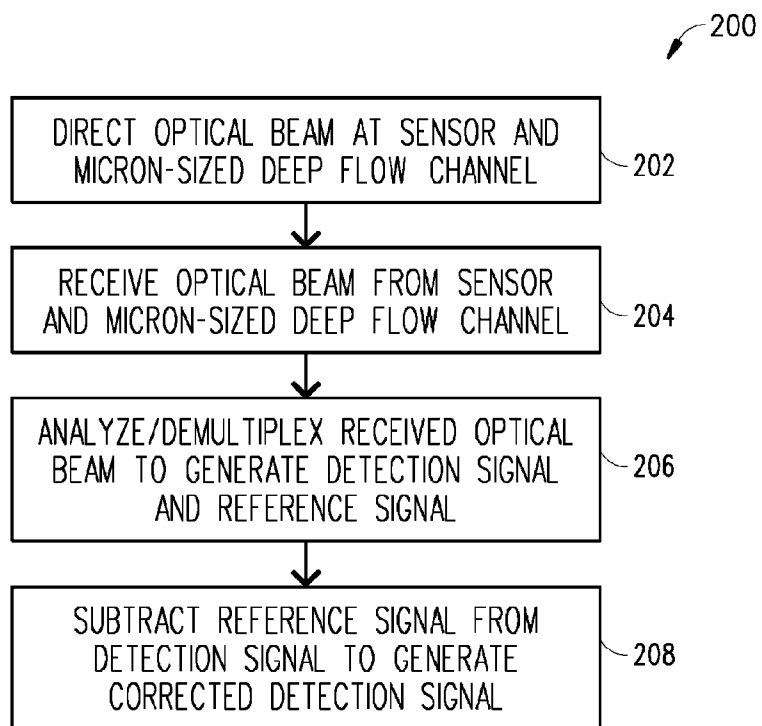 200
DIRECT OPTICAL BEAM AT SENSOR AND
MICRON-SIZED DEEP FLOW CHANNEL
202
RECEIVE OPTICAL BEAM FROM SENSOR
AND MICRON-SIZED DEEP FLOW CHANNEL
204
ANALYZE/DEMULTIPLEX RECEIVED OPTICAL
BEAM TO GENERATE DETECTION SIGNAL
AND REFERENCE SIGNAL
206
SUBTRACT REFERENCE SIGNAL FROM
DETECTION SIGNAL TO GENERATE
CORRECTED DETECTION SIGNAL
208